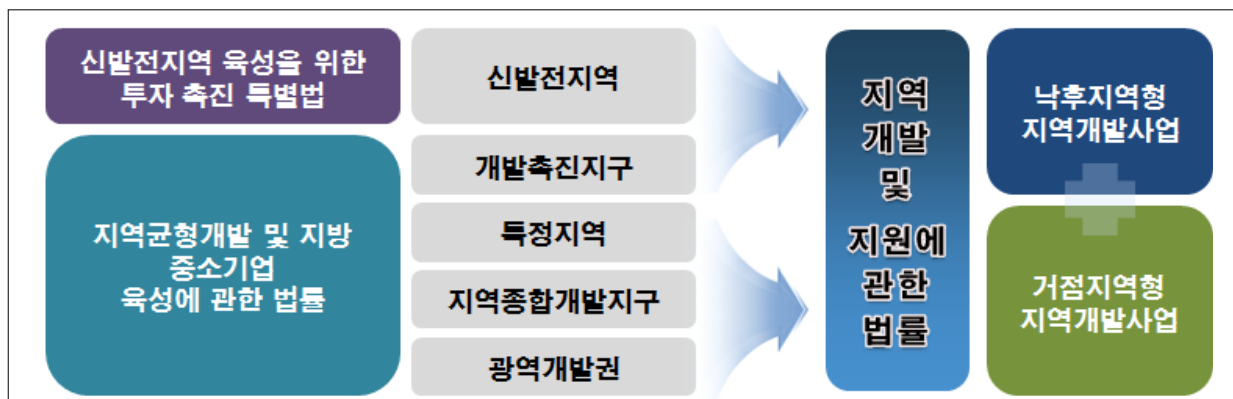 신발전지역 육성을 위한
투자 촉진 특별법
신발전지역
지역균형개발 및 지방
중소기업
육성에 관한 법률
개발촉진지구
특정지역
지역종합개발지구
광역개발권
지역
개발
및
지원에
관한
법률
낙후지역형
지역개발사업
거점지역형
지역개발사업